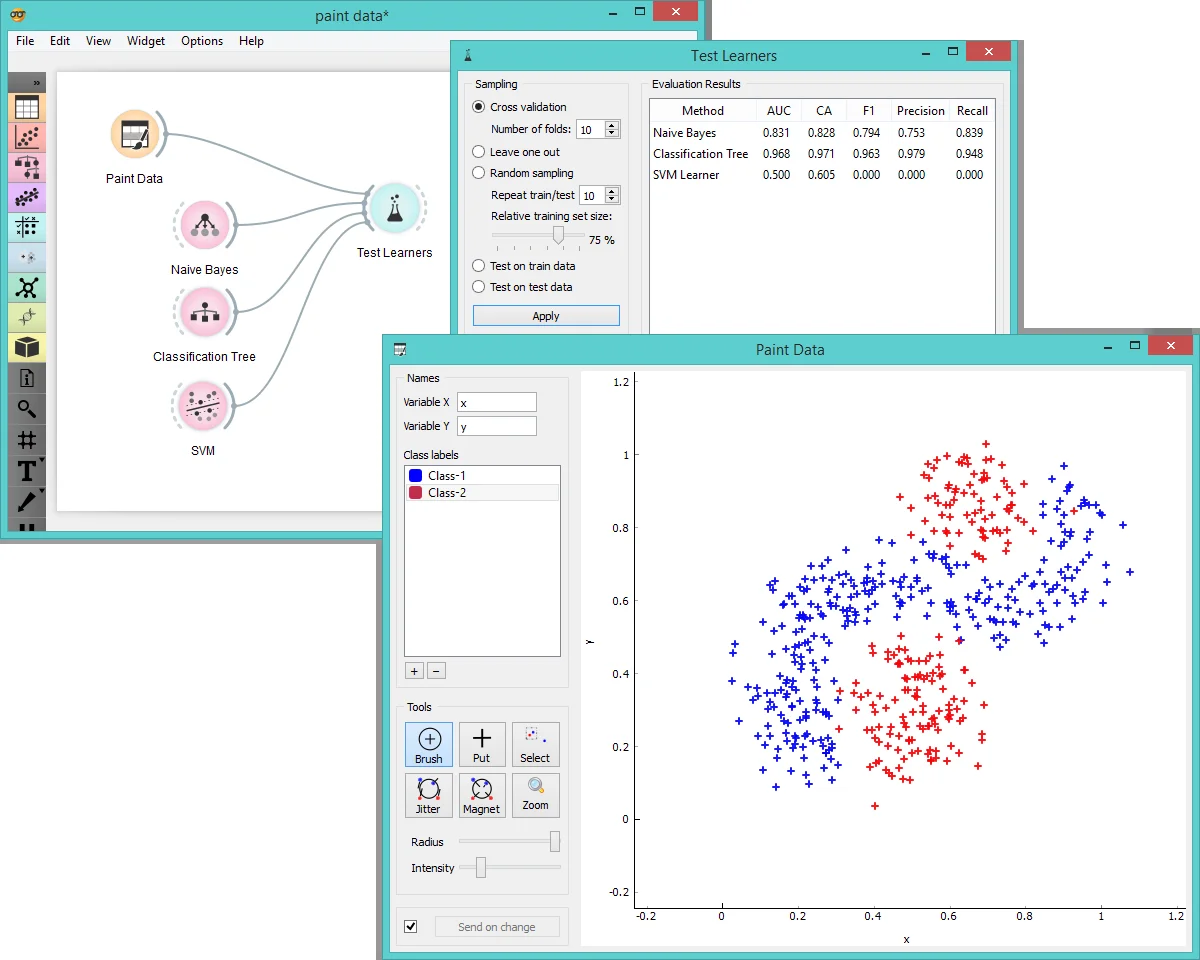 paint data*
File Edit View Widget Options Help
»
Paint Data
Naive Bayes
Classification Tree
SVM
Test Learners
T
Test Learners
Sampling
Cross validation
Number of folds: 10
Leave one out
Random sampling
Repeat train/test 10
Relative training set size:
75 %
Test on train data
Test on test data
Apply
Evaluation Results
Method AUC CA F1 Precision Recall
Naive Bayes 0.831 0.828 0.794 0.753 0.839
Classification Tree 0.968 0.971 0.963 0.979 0.948
SVM Learner 0.500 0.605 0.000 0.000 0.000
Paint Data
Names
Variable X x
Variable Y y
Class labels
Class-1
Class-2
+ −
Tools
Brush Put Select
Jitter Magnet Zoom
Radius
Intensity
Send on change
1.2
1
0.8
0.6
0.4
0.2
0
-0.2
y
-0.2 0 0.2 0.4 0.6 0.8 1 1.2
x